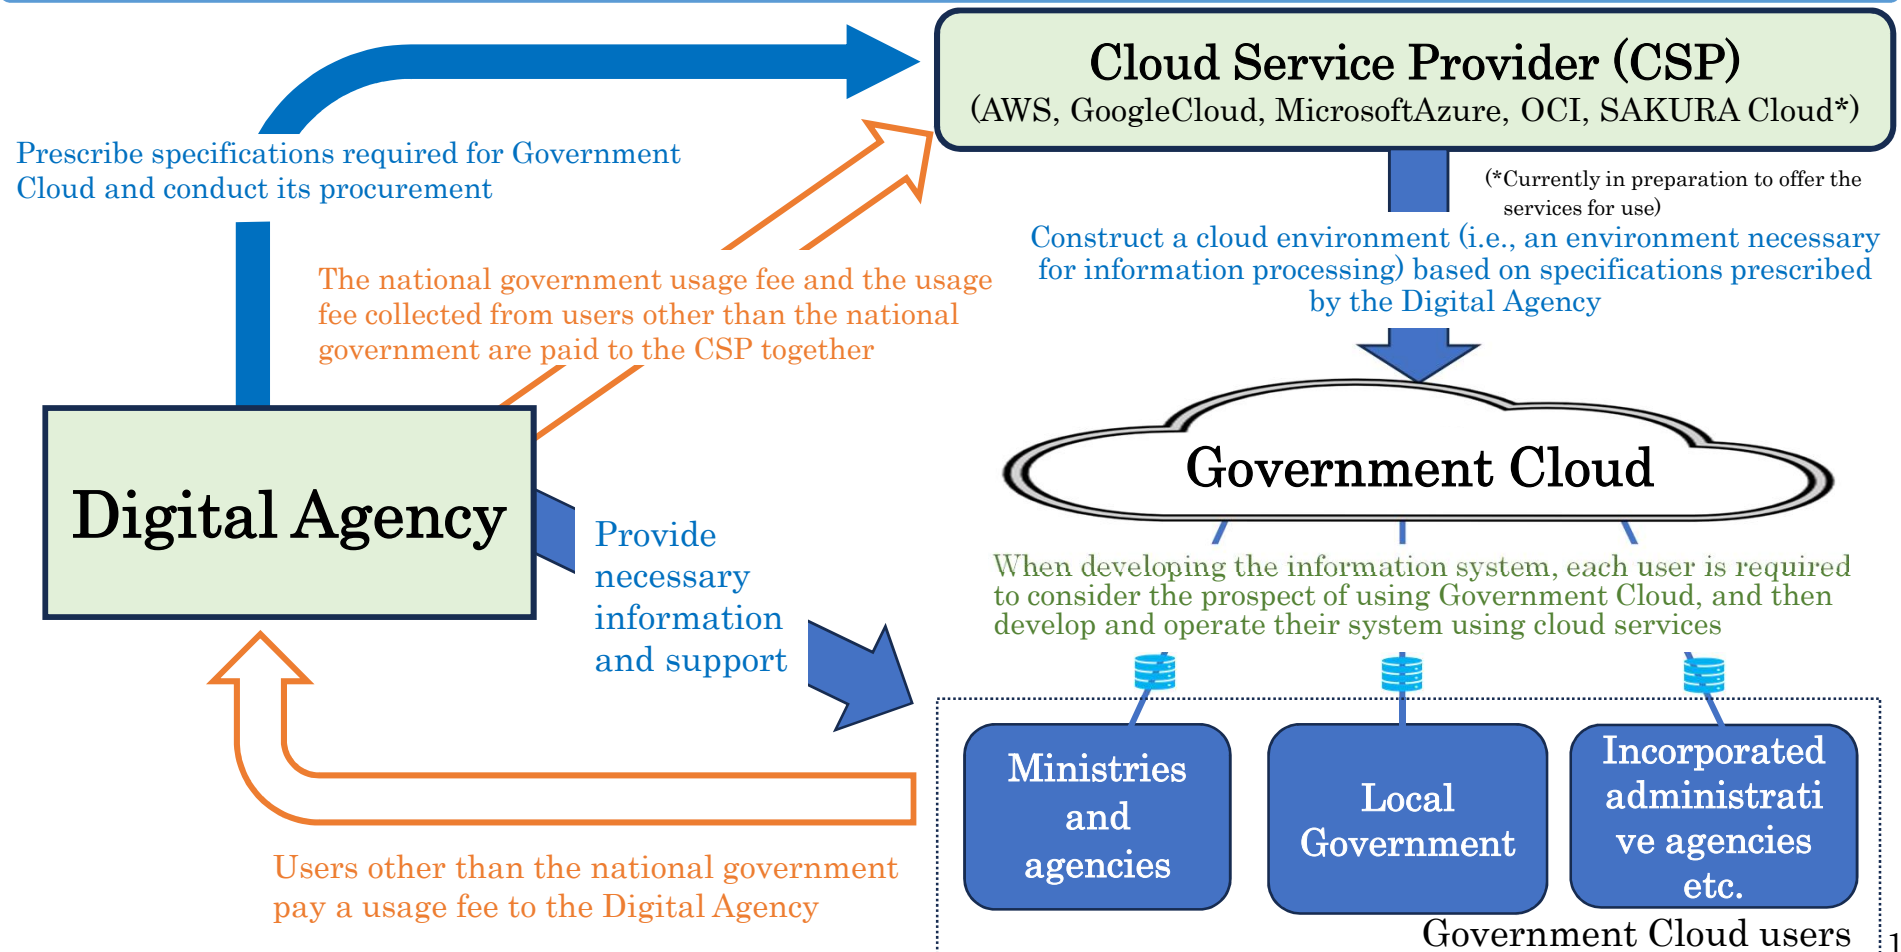 Cloud Service Provider (CSP)
(AWS, GoogleCloud, MicrosoftAzure, OCI, SAKURA Cloud*)
Prescribe specifications required for Government
Cloud and conduct its procurement
(*Currently in preparation to offer the
services for use)
Construct a cloud environment (i.e., an environment necessary
for information processing) based on specifications prescribed
by the Digital Agency
The national government usage fee and the usage
fee collected from users other than the national
government are paid to the CSP together
Government Cloud
Digital Agency
Provide
necessary
information
and support
When developing the information system, each user is required
to consider the prospect of using Government Cloud, and then
develop and operate their system using cloud services
Ministries
and
agencies
Local
Government
Incorporated
administrati
ve agencies
etc.
Users other than the national government
pay a usage fee to the Digital Agency
Government Cloud users